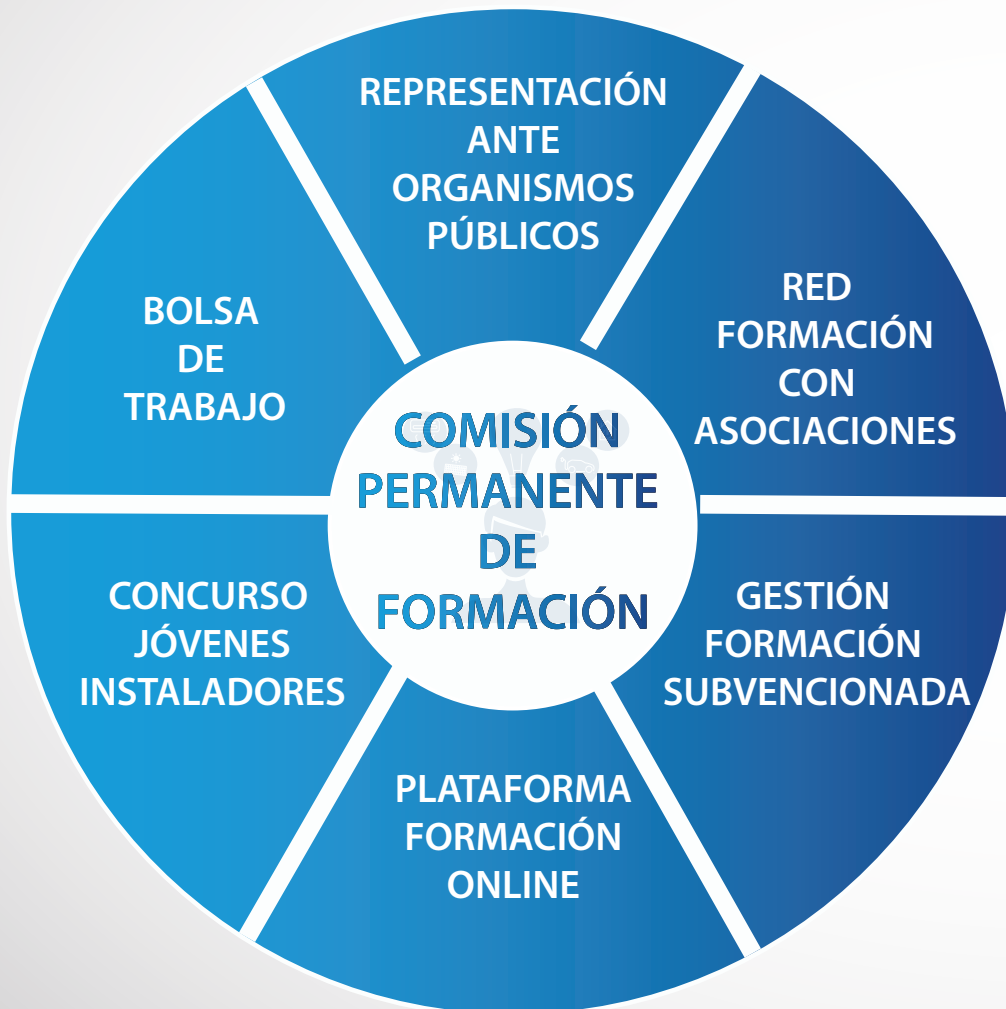 REPRESENTACIÓN
ANTE
ORGANISMOS
PÚBLICOS
RED
FORMACIÓN
CON
ASOCIACIONES
GESTIÓN
FORMACIÓN
SUBVENCIONADA
PLATAFORMA
FORMACIÓN
ONLINE
CONCURSO
JÓVENES
INSTALADORES
BOLSA
DE
TRABAJO
COMISIÓN
PERMANENTE
DE
FORMACIÓN